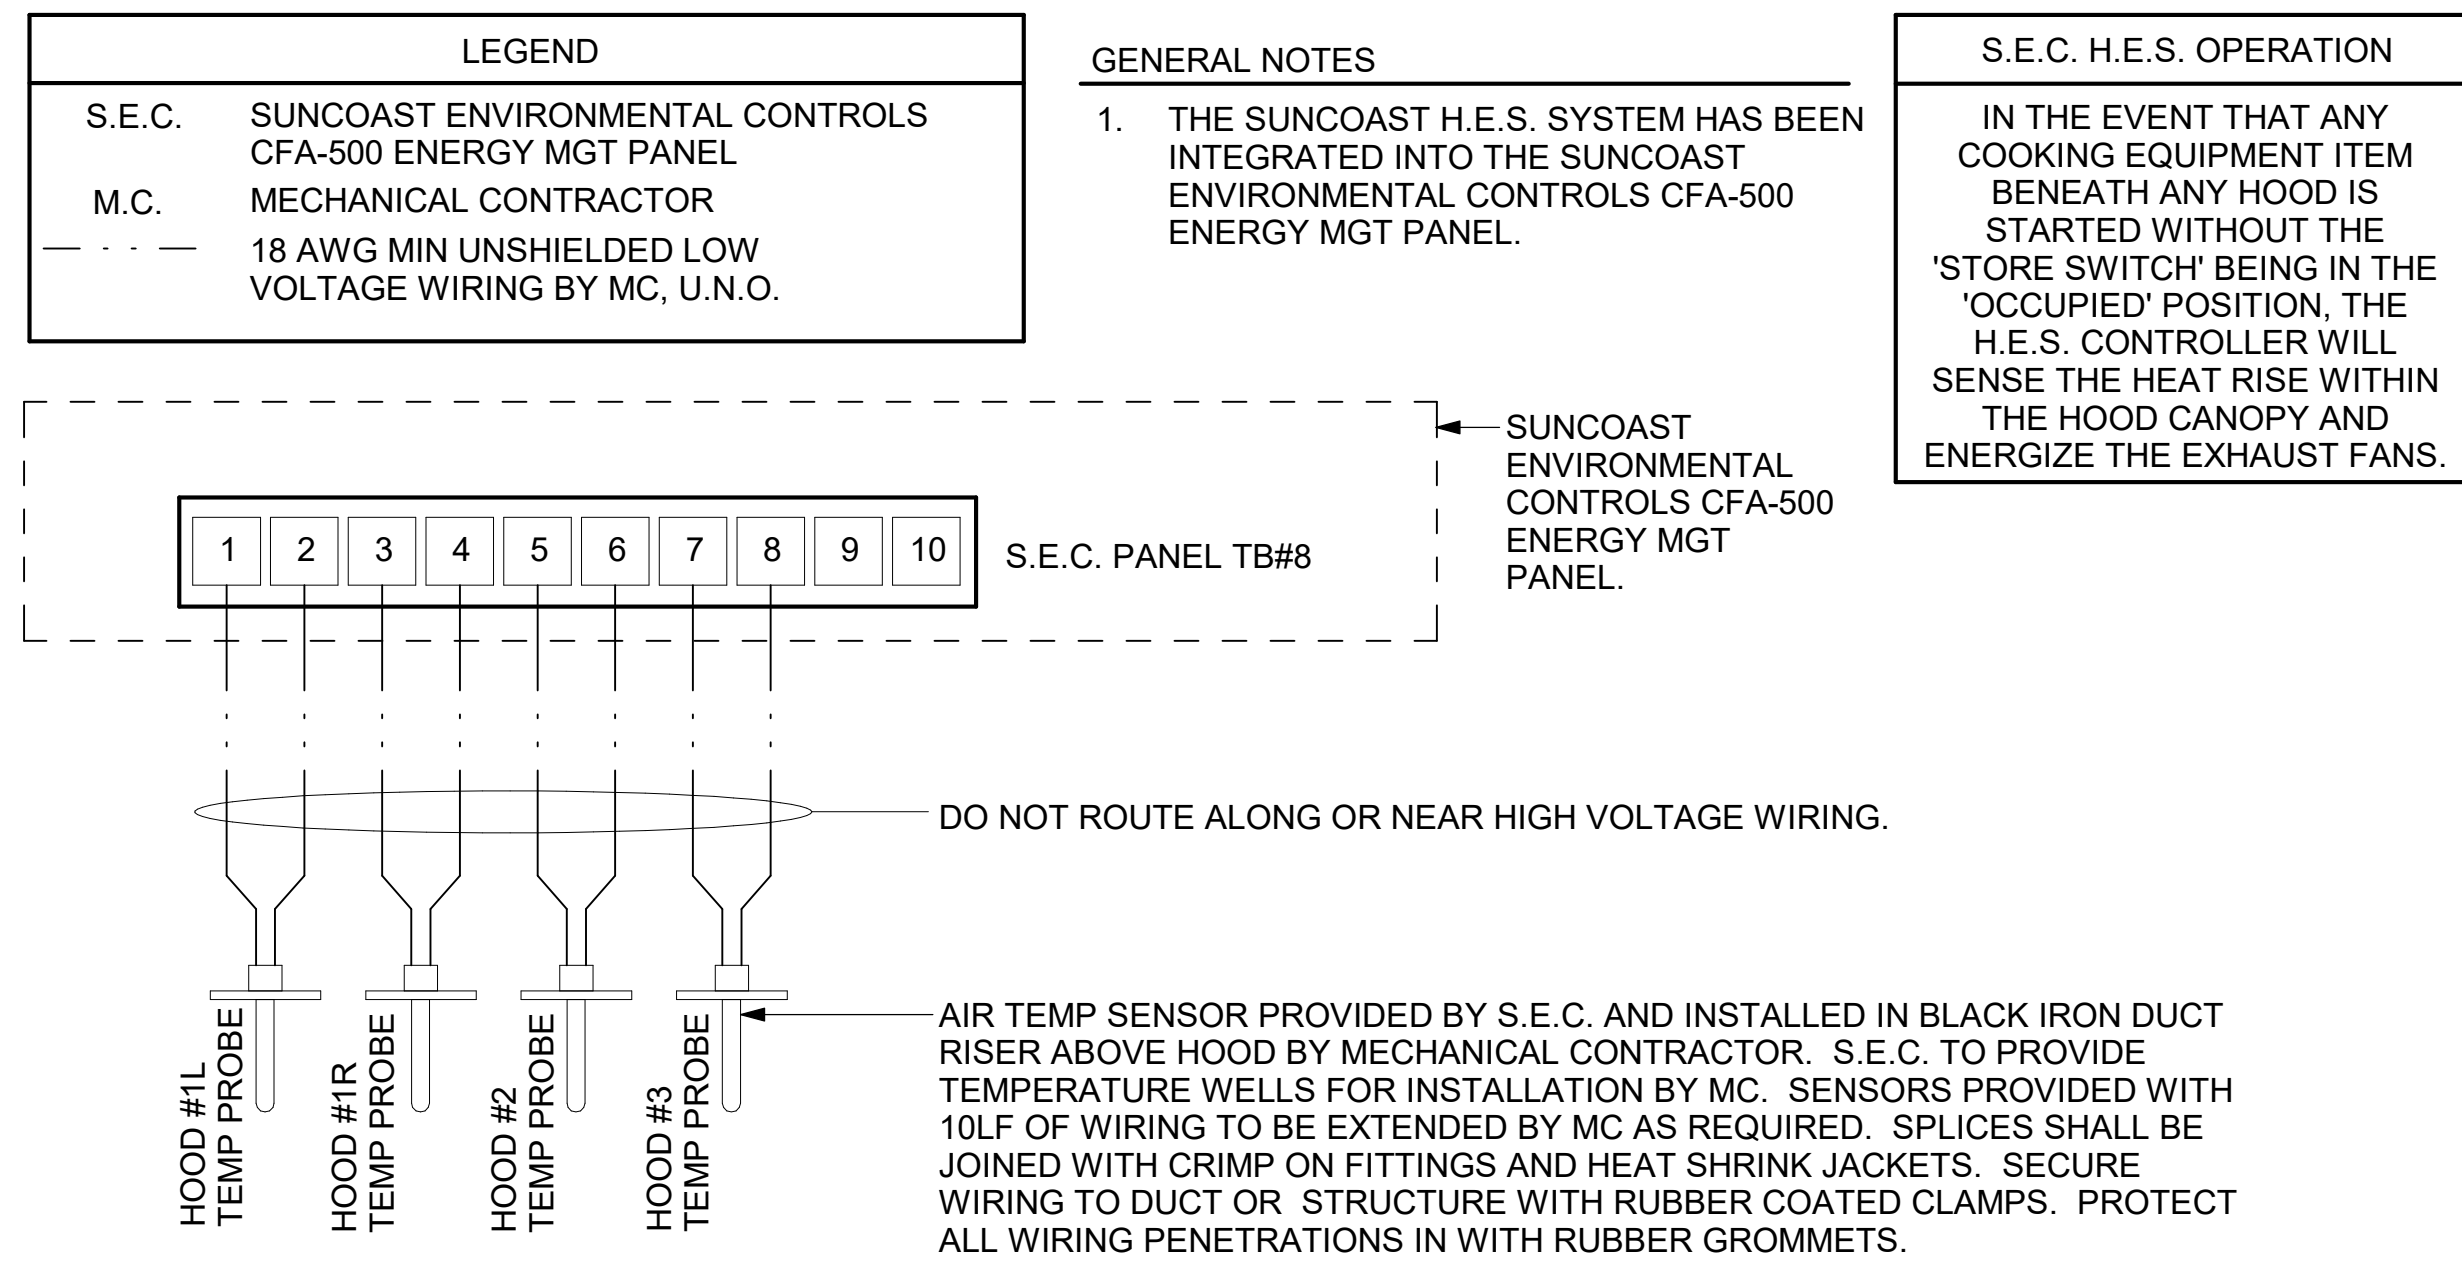 LEGEND
S.E.C. SUNCOAST ENVIRONMENTAL CONTROLS
CFA-500 ENERGY MGT PANEL
M.C. MECHANICAL CONTRACTOR
18 AWG MIN UNSHIELDED LOW
VOLTAGE WIRING BY MC, U.N.O.
GENERAL NOTES
1. THE SUNCOAST H.E.S. SYSTEM HAS BEEN
INTEGRATED INTO THE SUNCOAST
ENVIRONMENTAL CONTROLS CFA-500
ENERGY MGT PANEL.
S.E.C. H.E.S. OPERATION
IN THE EVENT THAT ANY
COOKING EQUIPMENT ITEM
BENEATH ANY HOOD IS
STARTED WITHOUT THE
'STORE SWITCH' BEING IN THE
'OCCUPIED' POSITION, THE
H.E.S. CONTROLLER WILL
SENSE THE HEAT RISE WITHIN
THE HOOD CANOPY AND
ENERGIZE THE EXHAUST FANS.
SUNCOAST
ENVIRONMENTAL
CONTROLS CFA-500
ENERGY MGT
PANEL.
1 2 3 4 5 6 7 8 9 10
S.E.C. PANEL TB#8
DO NOT ROUTE ALONG OR NEAR HIGH VOLTAGE WIRING.
HOOD #1L
TEMP PROBE
HOOD #1R
TEMP PROBE
HOOD #2
TEMP PROBE
HOOD #3
TEMP PROBE
AIR TEMP SENSOR PROVIDED BY S.E.C. AND INSTALLED IN BLACK IRON DUCT
RISER ABOVE HOOD BY MECHANICAL CONTRACTOR. S.E.C. TO PROVIDE
TEMPERATURE WELLS FOR INSTALLATION BY MC. SENSORS PROVIDED WITH
10LF OF WIRING TO BE EXTENDED BY MC AS REQUIRED. SPLICES SHALL BE
JOINED WITH CRIMP ON FITTINGS AND HEAT SHRINK JACKETS. SECURE
WIRING TO DUCT OR STRUCTURE WITH RUBBER COATED CLAMPS. PROTECT
ALL WIRING PENETRATIONS IN WITH RUBBER GROMMETS.